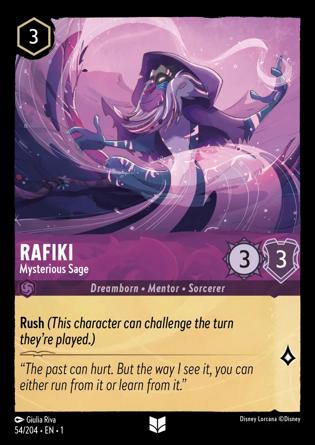 3
RAFIKI
Mysterious Sage
3 3
Dreamborn • Mentor • Sorcerer
Rush (This character can challenge the turn
they're played.)
“The past can hurt. But the way I see it, you can
either run from it or learn from it.”
Giulia Riva
54/204 • EN • 1
Disney Lorcana ©Disney